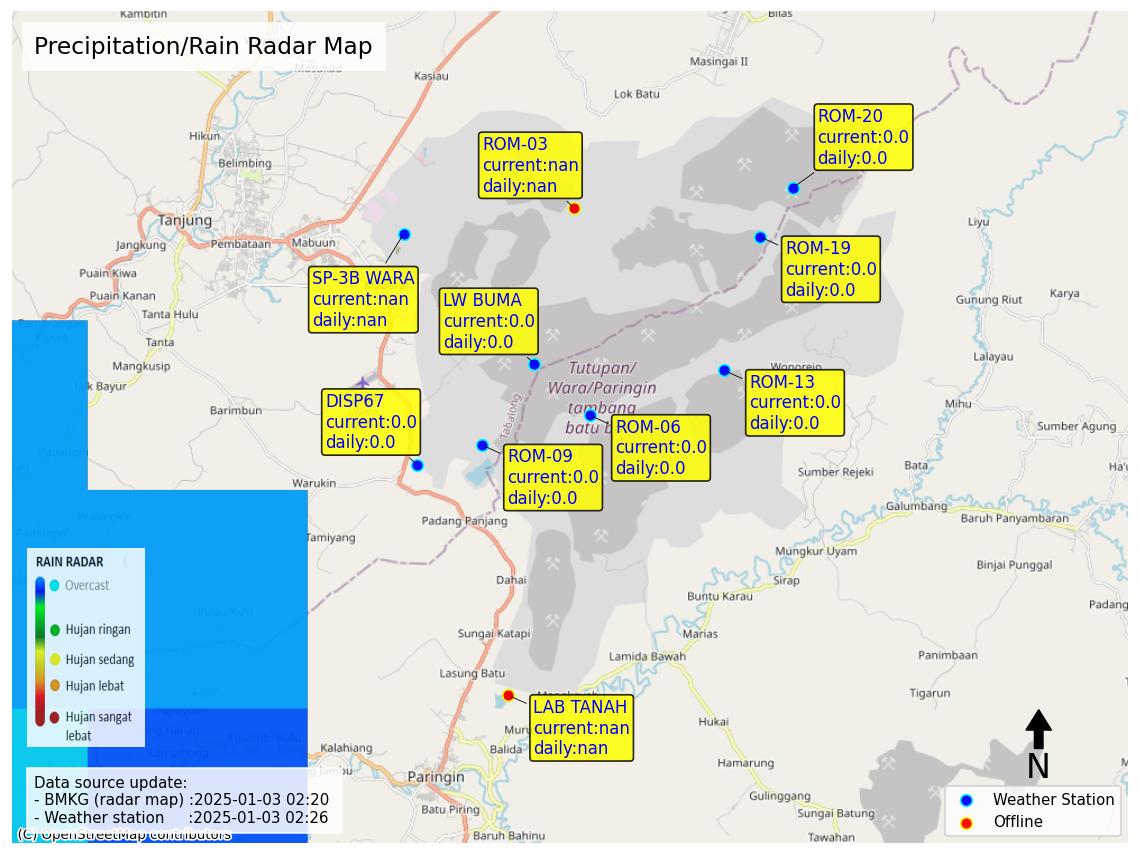 Kambitin
Bilas
Precipitation/Rain Radar Map
Masukau
Kasiau
Masingai II
Lok Batu
ROM-20
current:0.0
daily:0.0
ROM-03
current:nan
daily:nan
Hikun
Belimbing
Tanjung
Jangkung
Pembataan
Mabuun
Liyu
ROM-19
current:0.0
daily:0.0
Puain Kiwa
Puain Kanan
SP-3B WARA
current:nan
daily:nan
LW BUMA
current:0.0
daily:0.0
Gunung Riut
Karya
Tanta Hulu
Kanan
Tanta
Mangkusip
Lok Bayur
Lalayau
Wonorejo
Tutupan/
Wara/Paringin
tambang
batu b
Tabalong
ROM-13
current:0.0
daily:0.0
DISP67
current:0.0
daily:0.0
Barimbun
Mihu
ROM-06
current:0.0
daily:0.0
Sumber Agung
Padangin
ROM-09
current:0.0
daily:0.0
Ha'u
Bata
Sumber Rejeki
Warukin
Galumbang
Walangkir
Baruh Panyambaran
Padang Panjang
Padangin
Tamiyang
Mungkur Uyam
Binjai Punggal
RAIN RADAR
Overcast
Hujan ringan
Hujan sedang
Hujan lebat
Hujan sangat
lebat
Dahai
Sirap
Buntu Karau
Padang
Pulau Ku'u
Sungai Katapi
Marias
Lamida Bawah
Panimbaan
Lasung Batu
Tigarun
LAB TANAH
current:nan
daily:nan
Muru
Hukai
Balida
Kalahiang
Hamarung
Paringin
N
Data source update:
- BMKG (radar map) :2025-01-03 02:20
- Weather station :2025-01-03 02:26
Gulinggang
Weather Station
Offline
Batu Piring
Sungai Batung
Baruh Bahinu
Tawahan
(C) OpenStreetMap contributors